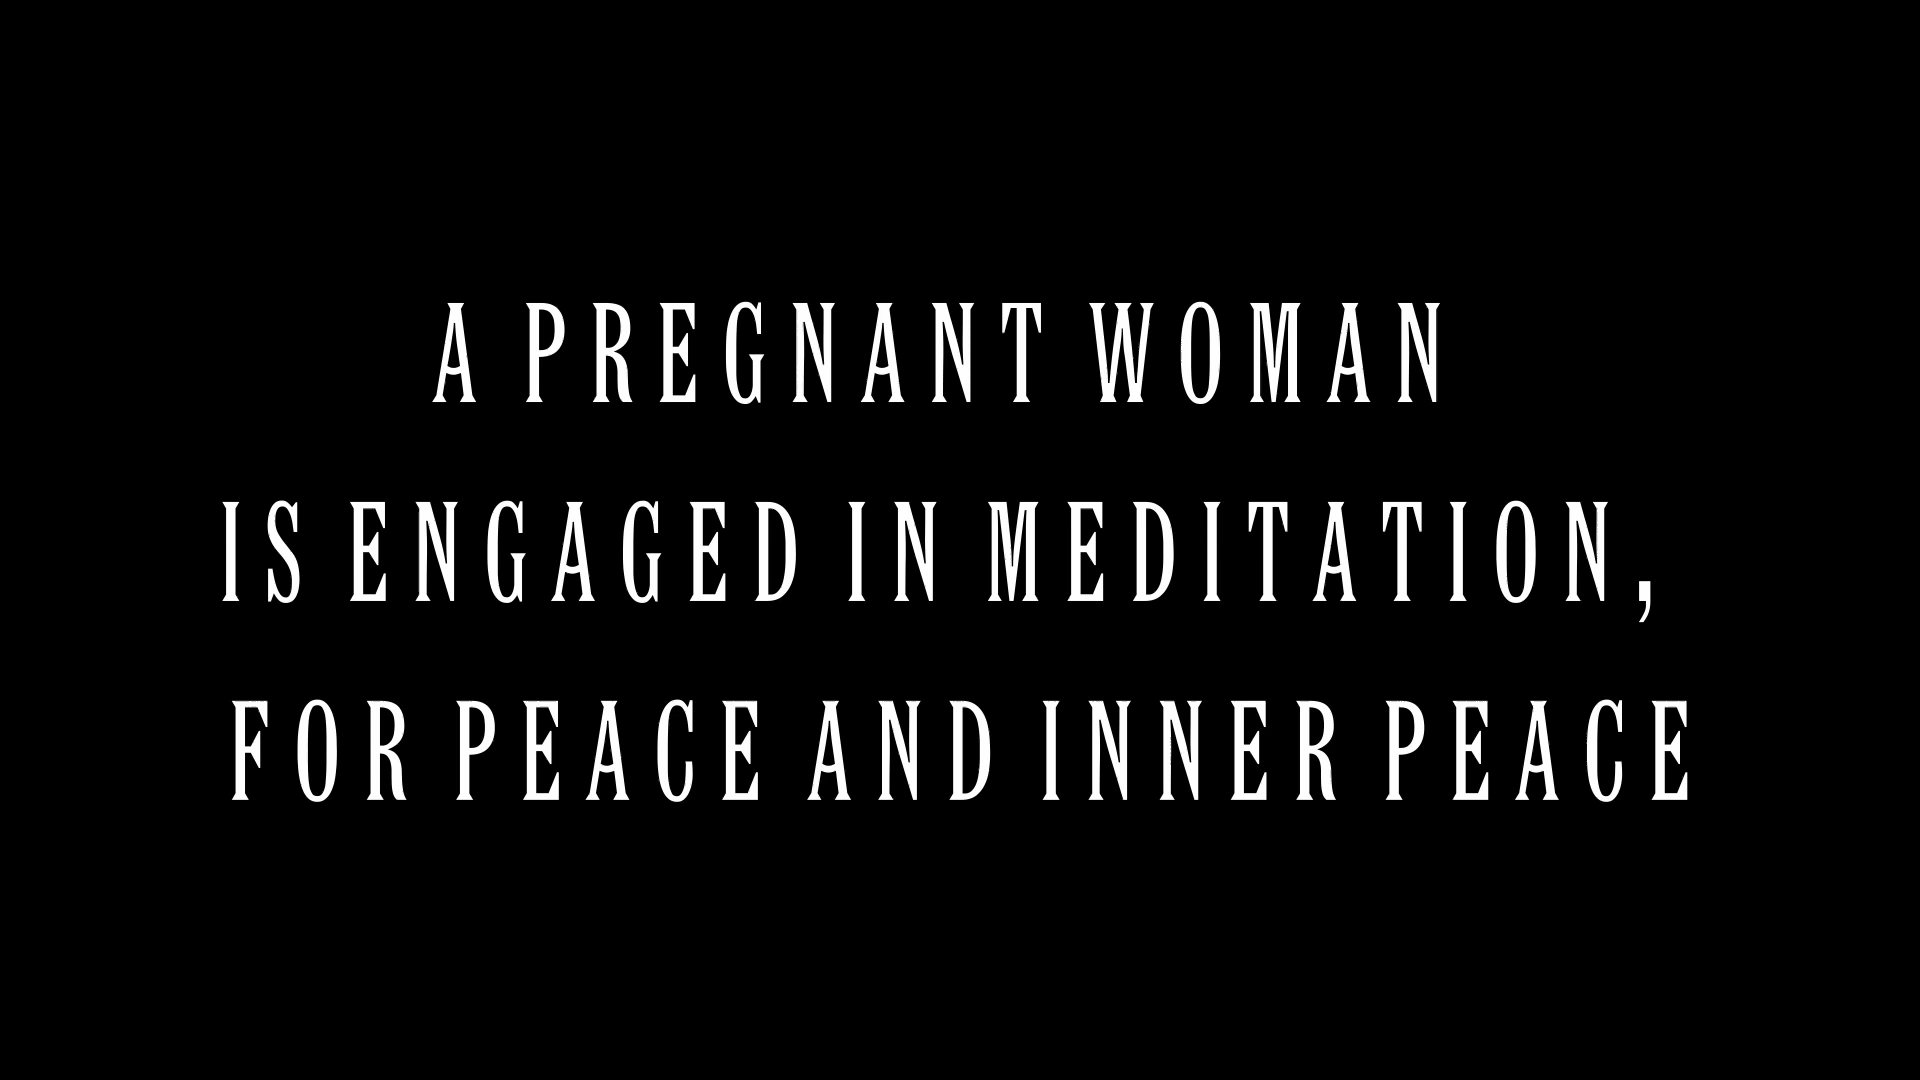 A PREGNANT WOMAN
IS ENGAGED IN MEDITATION,
FOR PEACE AND INNER PEACE